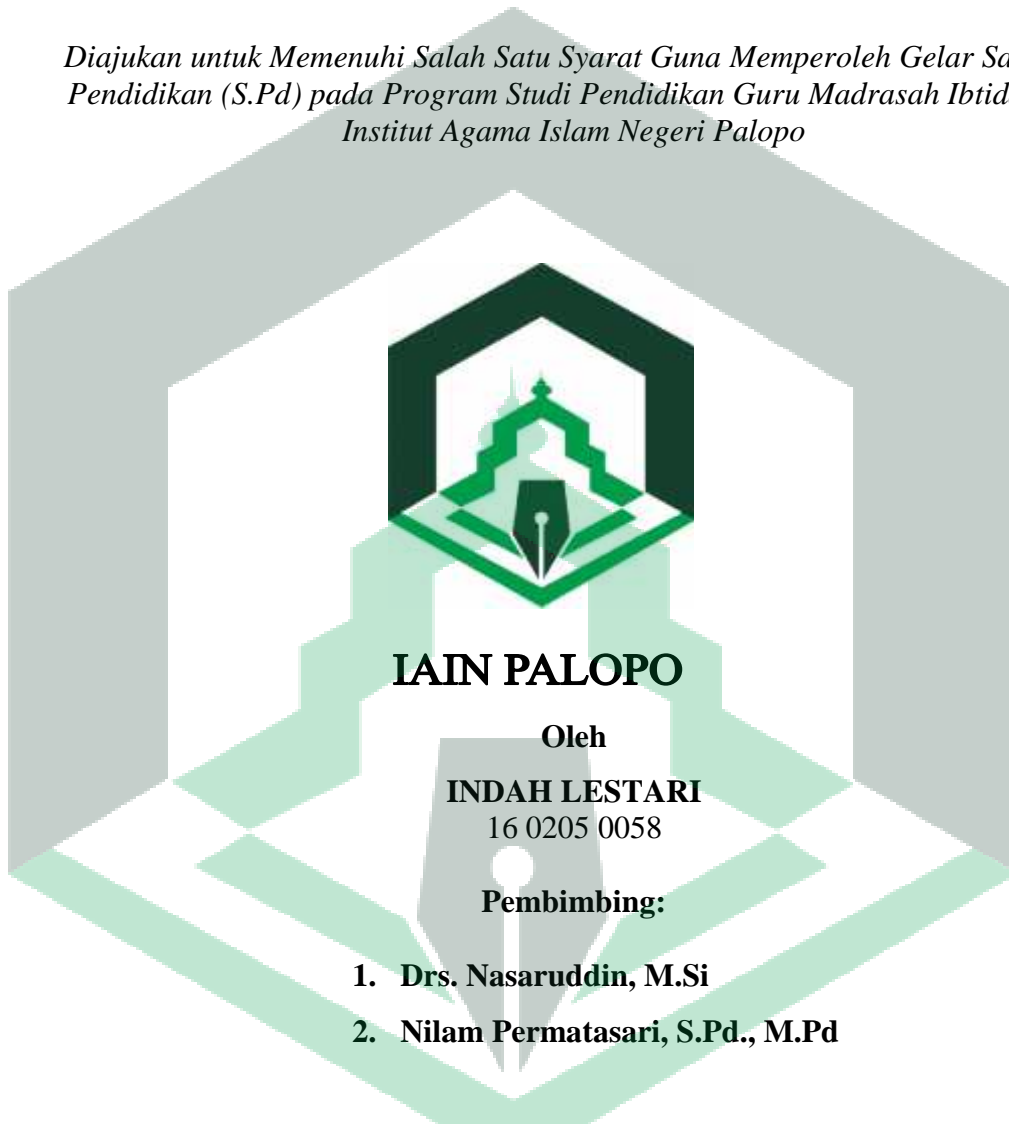 Diajukan untuk Memenuhi Salah Satu Syarat Guna Memperoleh Gelar
Pendidikan (S.Pd) pada Program Studi Pendidikan Guru Madrasah
Institut Agama Islam Negeri Palopo
IAIN PALOPO
Oleh
INDAH LESTARI
16 0205 0058
Pembimbing:
1. Drs. Nasaruddin, M.Si
2. Nilam Permatasari, S.Pd., M.Pd